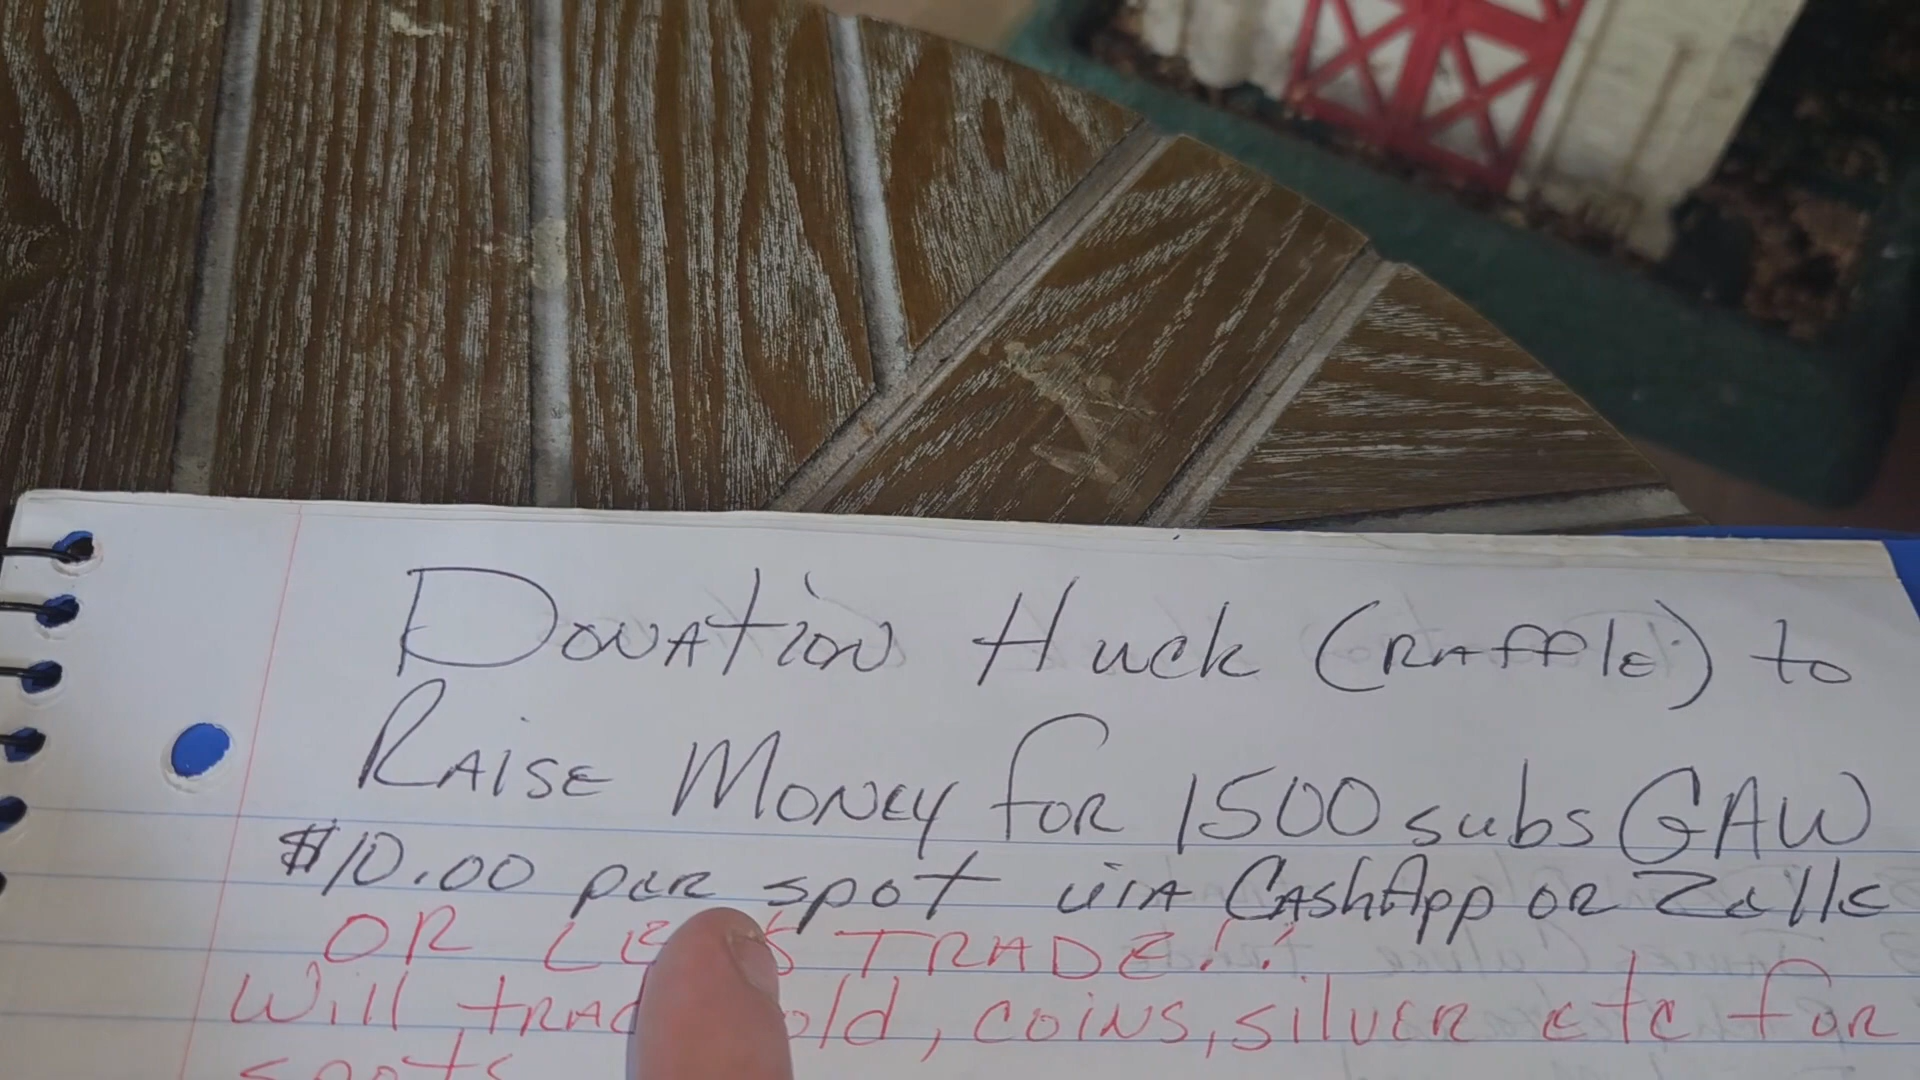 Donation Huck (Raffle) to
Raise Money for 1500 subs GAW
$10.00 per spot via CashApp or Zelle
OR TRADE!!
Will old, coins, silver etc for
spots